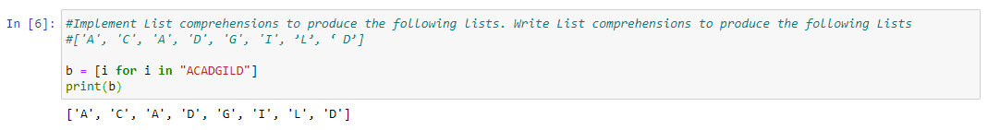 In [6]: #Implement List comprehensions to produce the following lists. Write List comprehensions to produce the following Lists
#['A', 'C', 'A', 'D', 'G', 'I', ’L’, ‘ D’]
b = [i for i in "ACADGILD"]
print(b)
['A', 'C', 'A', 'D', 'G', 'I', 'L', 'D']